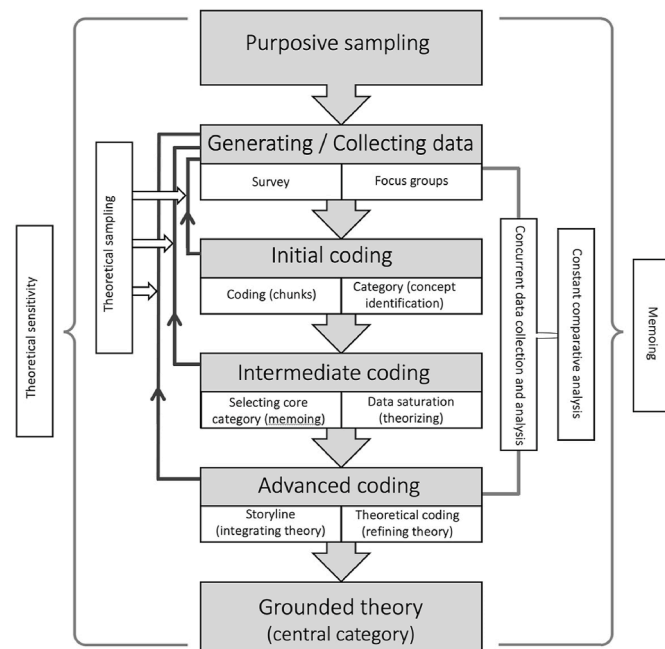 Purposive sampling
Generating / Collecting data
Survey
Focus groups
Initial coding
Coding (chunks)
Category (concept
identification)
Intermediate coding
Selecting core
category (memoing)
Data saturation
(theorizing)
Advanced coding
Storyline
(integrating theory)
Theoretical coding
(refining theory)
Grounded theory
(central category)
Theoretical sensitivity
Theoretical sampling
Concurrent data collection and analysis
Constant comparative analysis
Memoing